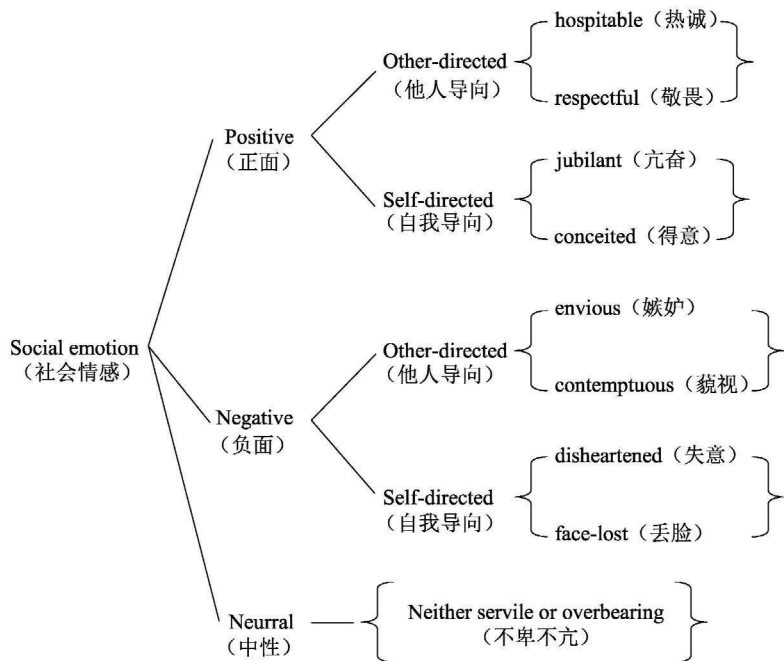 Social emotion
（社会情感）
Positive
（正面）
Other-directed
（他人导向）
hospitable（热诚）
respectful（敬畏）
Self-directed
（自我导向）
jubilant（亢奋）
conceited（得意）
Negative
（负面）
Other-directed
（他人导向）
envious（嫉妒）
contemptuous（藐视）
Self-directed
（自我导向）
disheartened（失意）
face-lost（丢脸）
Neurral
（中性）
Neither servile or overbearing
（不卑不亢）